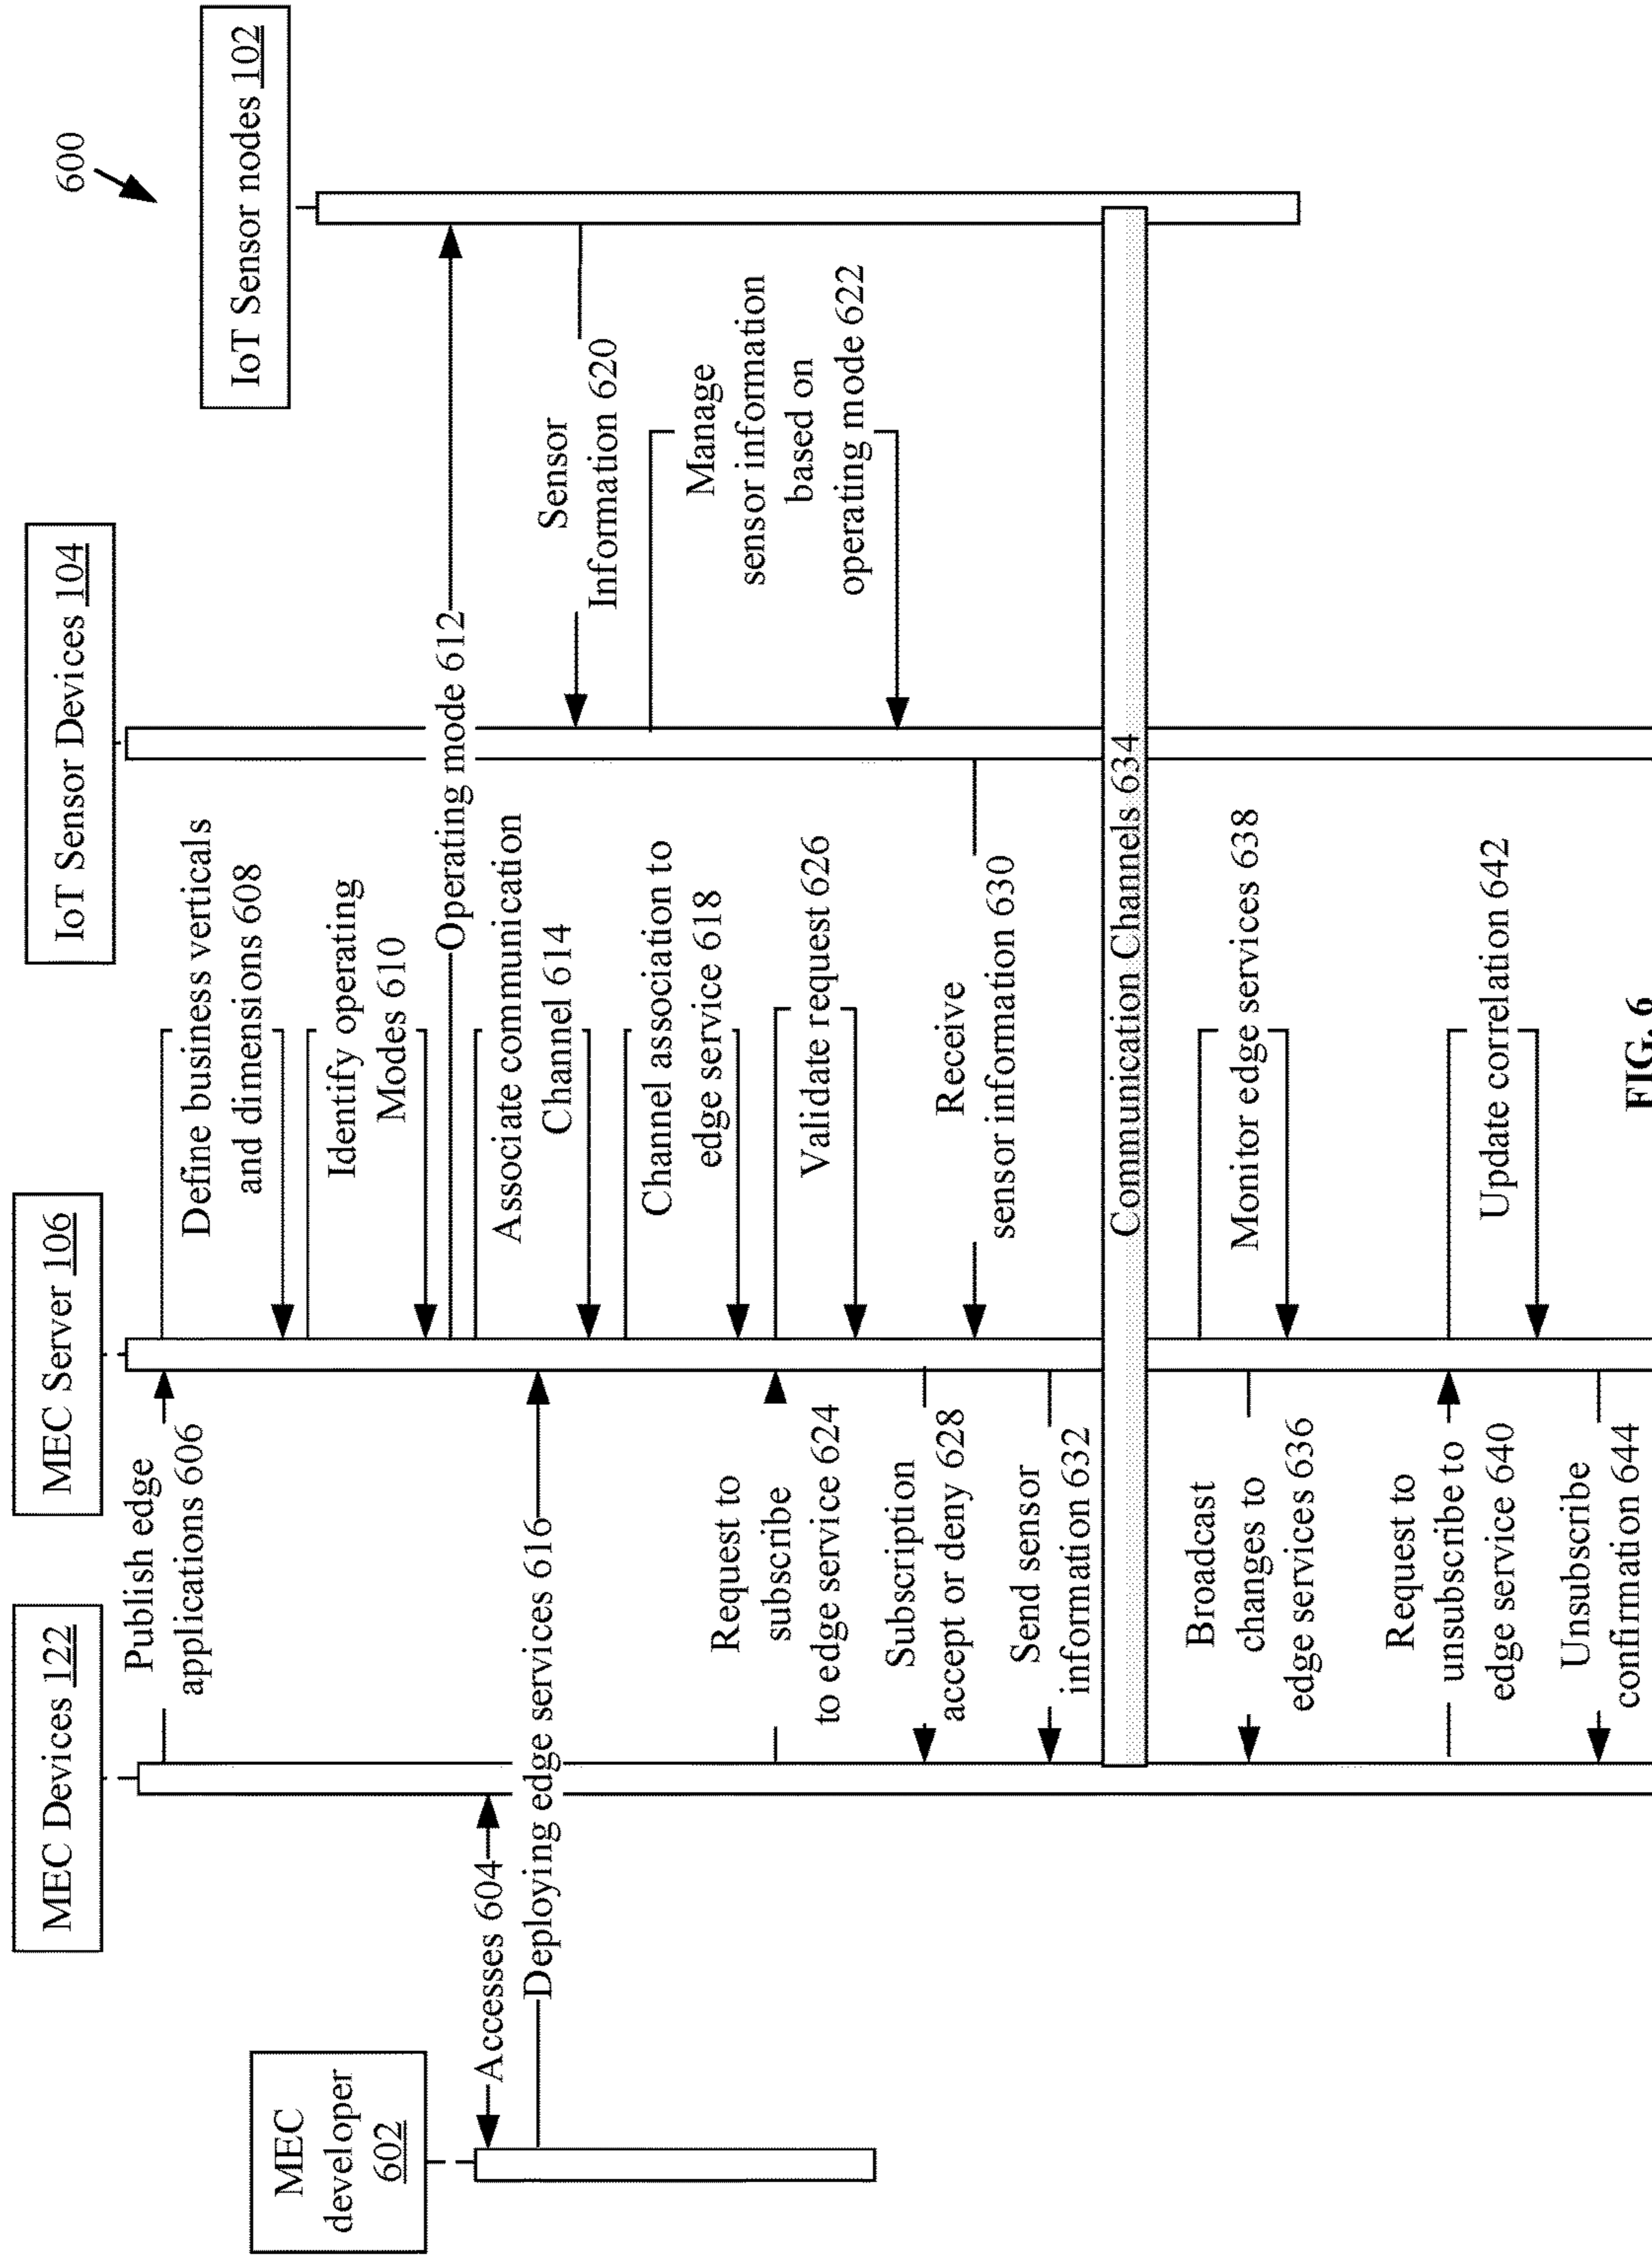 600
MEC
developer
602
MEC Devices 122
MEC Server 106
IoT Sensor Devices 104
IoT Sensor nodes 102
Publish edge
applications 606
Define business verticals
and dimensions 608
Identify operating
Modes 610
Operating mode 612
Accesses 604
Associate communication
Channel 614
Deploying edge services 616
Sensor
Information 620
Channel association to
edge service 618
Manage
sensor information
based on
operating mode 622
Request to
subscribe
to edge service 624
Validate request 626
Subscription
accept or deny 628
Receive
sensor information 630
Send sensor
information 632
Communication Channels 634
Broadcast
changes to
edge services 636
Monitor edge services 638
Request to
unsubscribe to
edge service 640
Update correlation 642
Unsubscribe
confirmation 644
FIG. 6